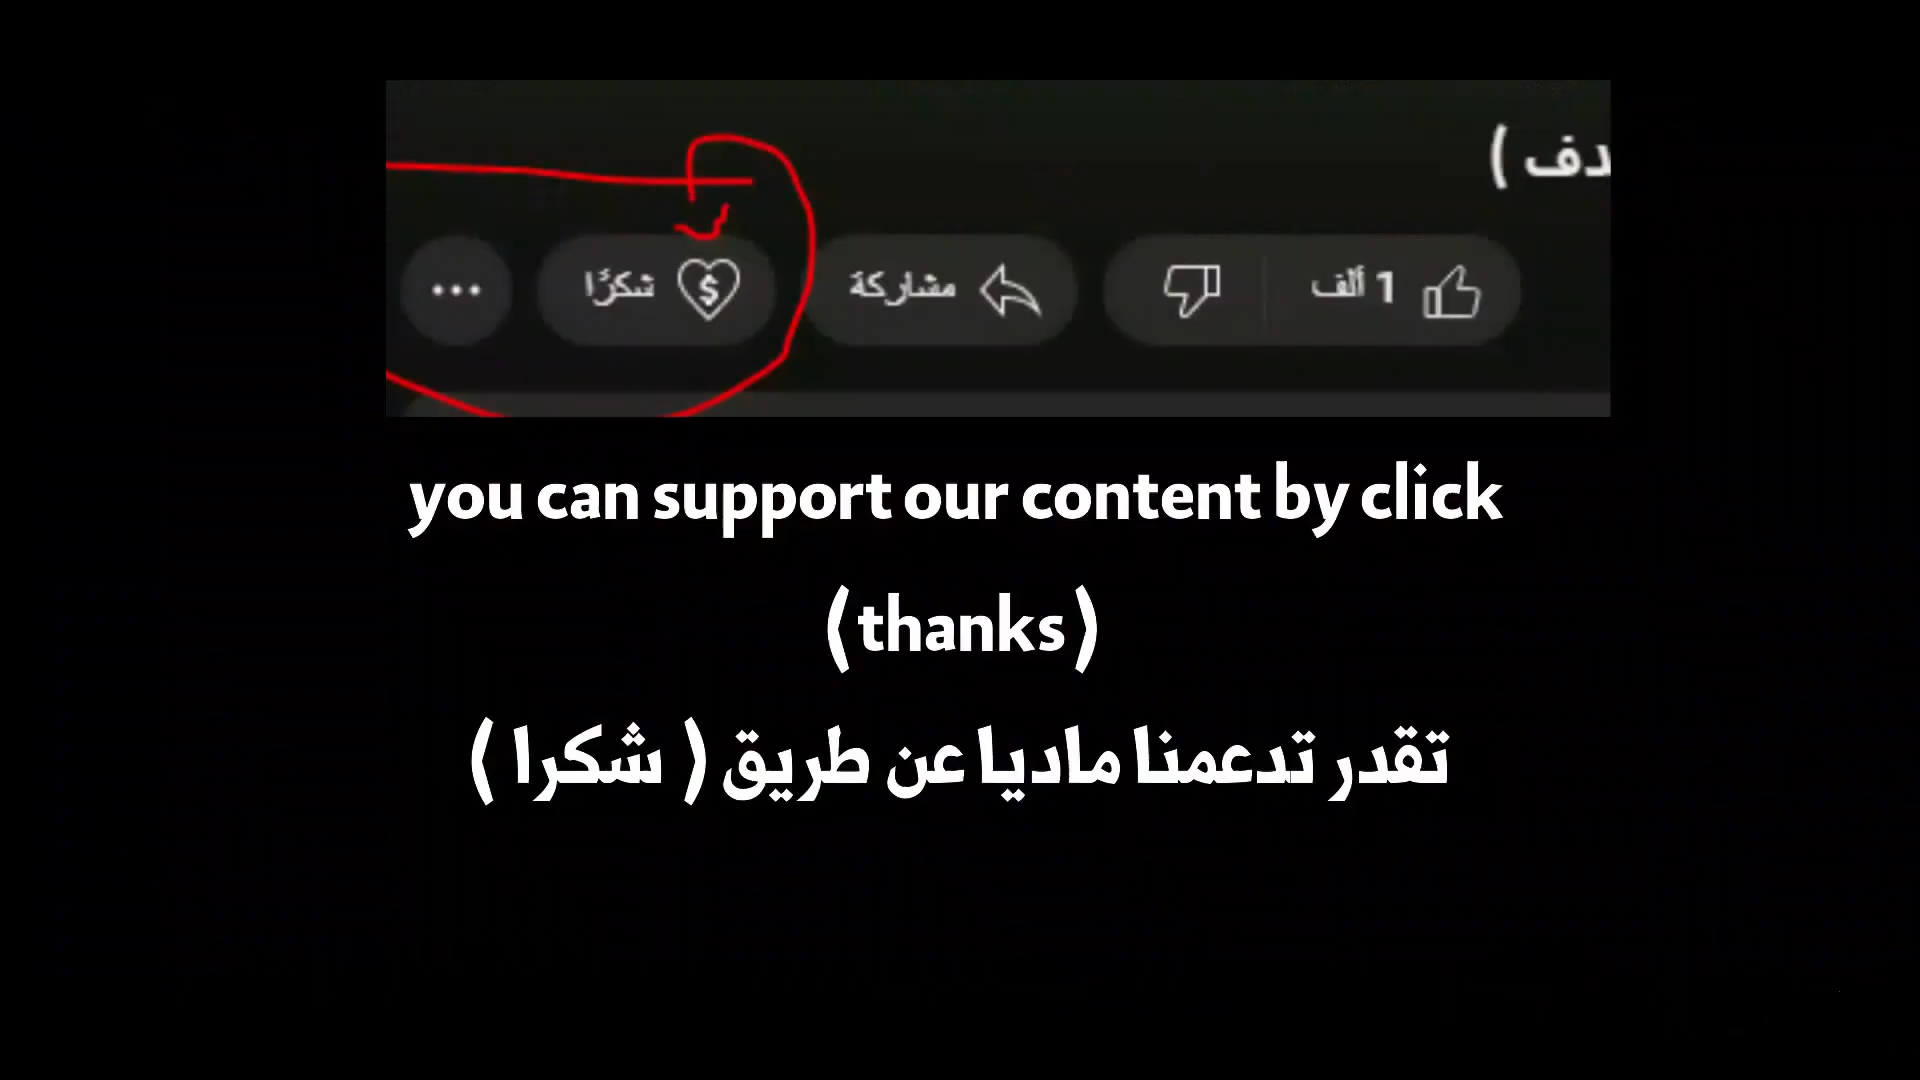 دف )
1 ألف
مشاركة
شكرًا
you can support our content by click
(thanks)
تقدر تدعمنا ماديا عن طريق ( شكرا )